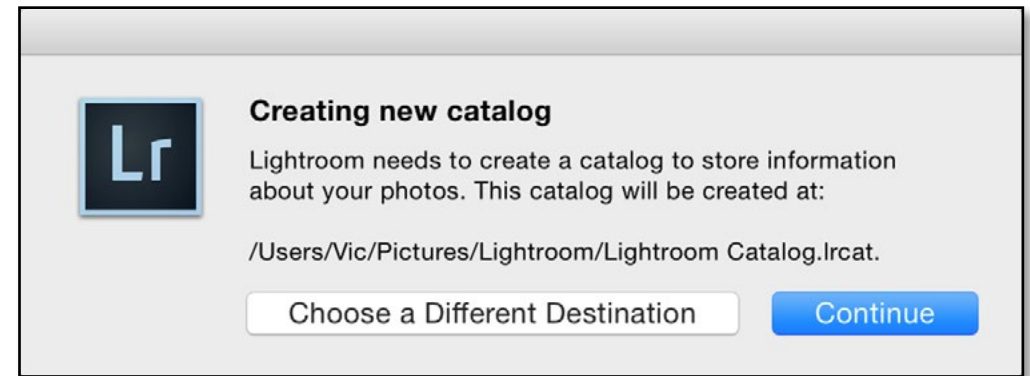 Lr
Creating new catalog
Lightroom needs to create a catalog to store information
about your photos. This catalog will be created at:
/Users/Vic/Pictures/Lightroom/Lightroom Catalog.lrcat.
Choose a Different Destination
Continue